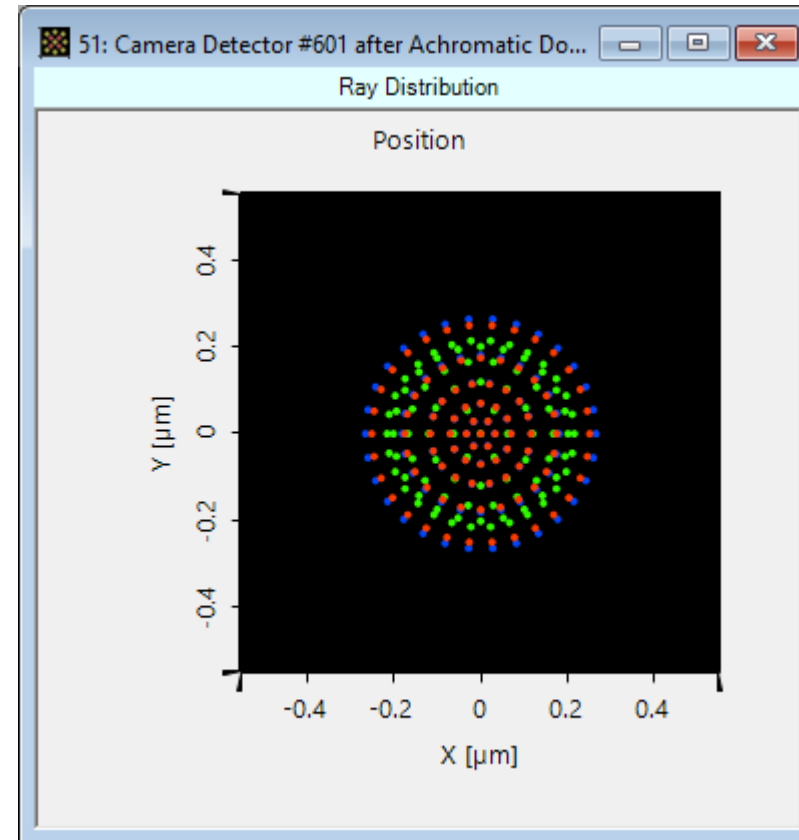 51: Camera Detector #601 after Achromatic Do...
Ray Distribution
Position
0.4
0.2
0
-0.2
-0.4
Y [µm]
-0.4 -0.2 0 0.2 0.4
X [µm]